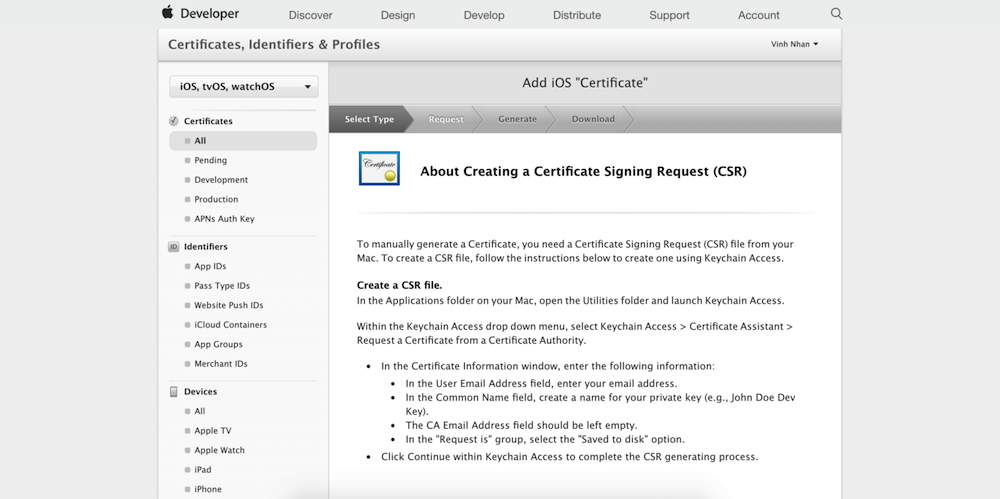 Developer
Discover
Design
Develop
Distribute
Support
Account
Certificates, Identifiers & Profiles
Vinh Nhan
iOS, tvOS, watchOS
Certificates
All
Pending
Development
Production
APNs Auth Key
ID Identifiers
App IDs
Pass Type IDs
Website Push IDs
iCloud Containers
App Groups
Merchant IDs
Devices
All
Apple TV
Apple Watch
iPad
iPhone
Add iOS "Certificate"
Select Type
Request
Generate
Download
Certificate
About Creating a Certificate Signing Request (CSR)
To manually generate a Certificate, you need a Certificate Signing Request (CSR) file from your
Mac. To create a CSR file, follow the instructions below to create one using Keychain Access.
Create a CSR file.
In the Applications folder on your Mac, open the Utilities folder and launch Keychain Access.
Within the Keychain Access drop down menu, select Keychain Access > Certificate Assistant >
Request a Certificate from a Certificate Authority.
• In the Certificate Information window, enter the following information:
• In the User Email Address field, enter your email address.
• In the Common Name field, create a name for your private key (e.g., John Doe Dev
Key).
• The CA Email Address field should be left empty.
• In the "Request is" group, select the "Saved to disk" option.
• Click Continue within Keychain Access to complete the CSR generating process.